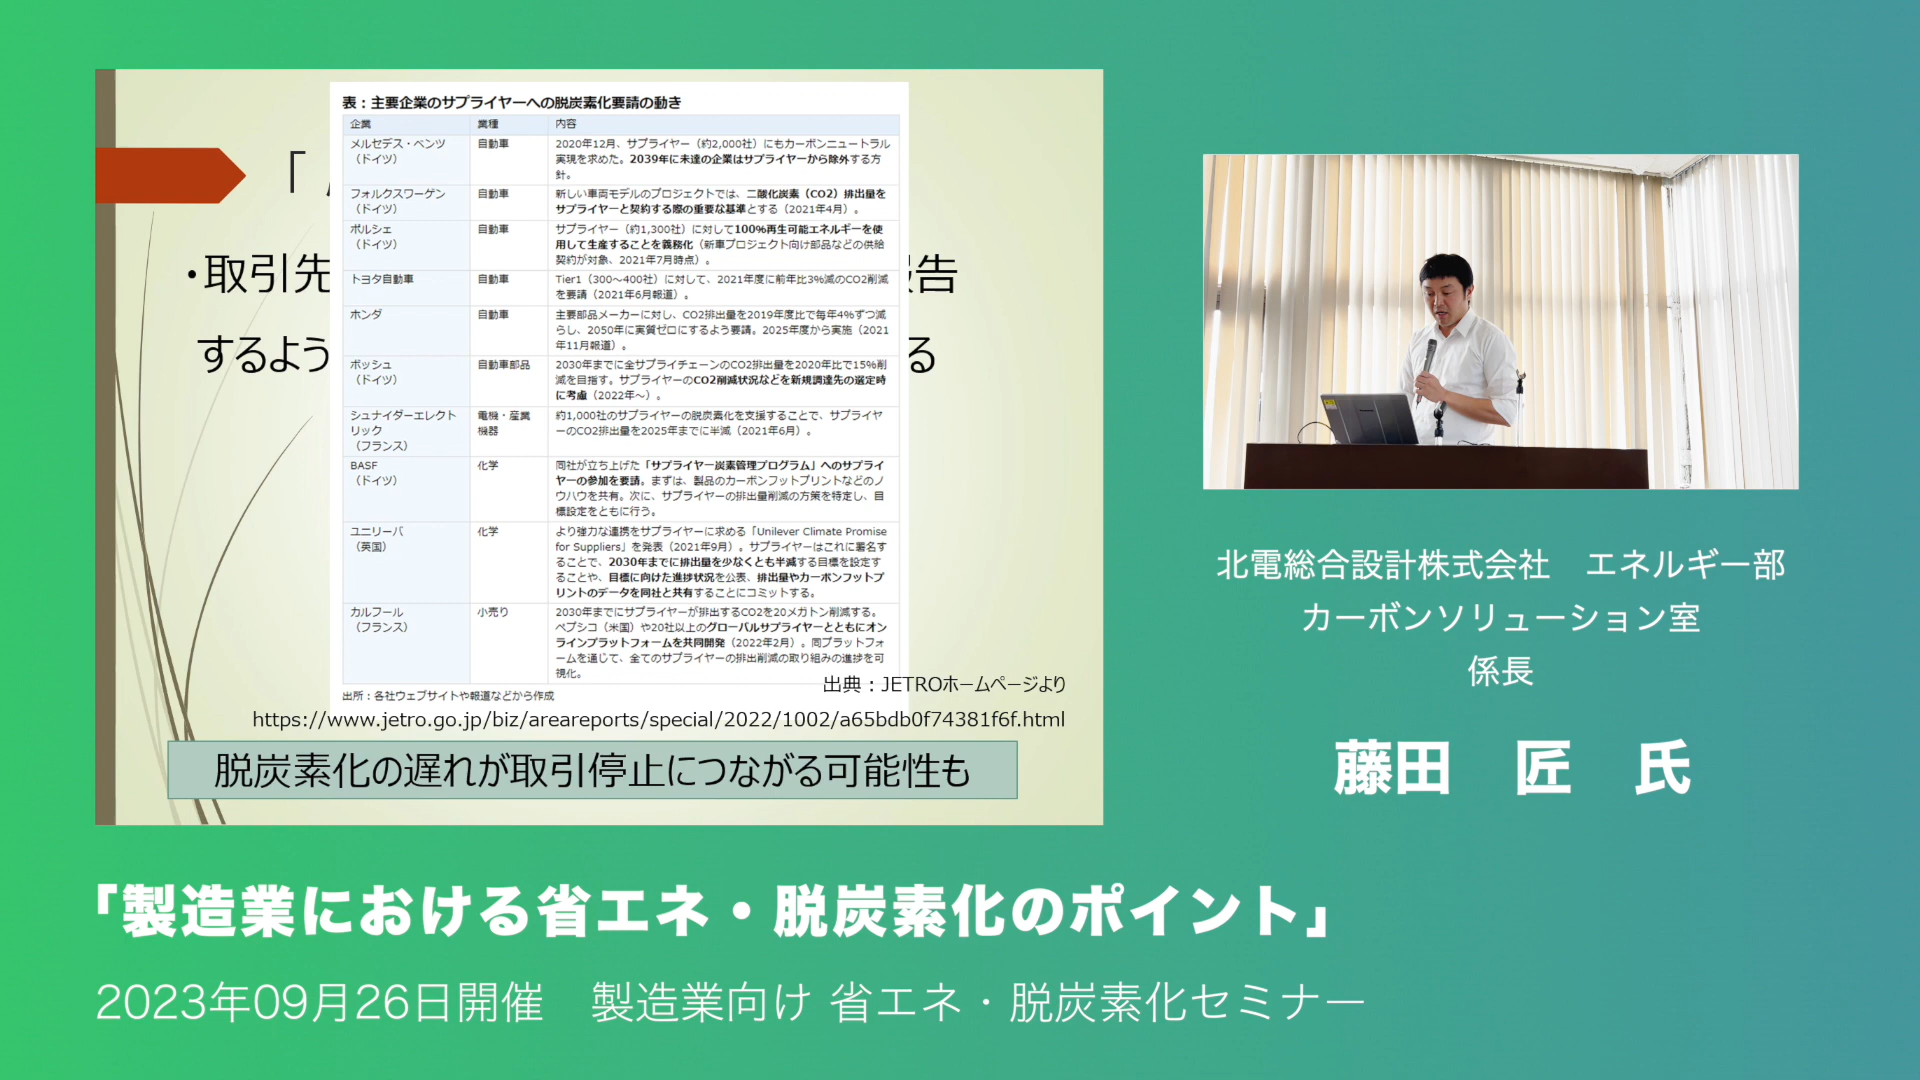 表：主要企業のサプライヤーへの脱炭素化要請の動き
企業 業種 内容
メルセデス・ベンツ
（ドイツ）
自動車
2020年12月、サプライヤー（約2,000社）にもカーボンニュートラル
実現を求めた。2039年に未達の企業はサプライヤーから除外する方
針。
フォルクスワーゲン
（ドイツ）
自動車
新しい車両モデルのプロジェクトでは、二酸化炭素（CO2）排出量を
サプライヤーと契約する際の重要な基準とする（2021年4月）。
ポルシェ
（ドイツ）
自動車
サプライヤー（約1,300社）に対して100%再生可能エネルギーを使
用して生産することを義務化（新車プロジェクト向け部品などの供給
契約が対象、2021年7月時点）。
トヨタ自動車
自動車
Tier1（300～400社）に対して、2021年度に前年比3%減のCO2削減
を要請（2021年6月報道）。
ホンダ
自動車
主要部品メーカーに対し、CO2排出量を2019年度比で毎年4%ずつ減
らし、2050年に実質ゼロにするよう要請。2025年度から実施（2021
年11月報道）。
ボッシュ
（ドイツ）
自動車部品
2030年までに全サプライチェーンのCO2排出量を2020年比で15%削
減を目指す。サプライヤーのCO2削減状況などを新規調達先の選定時
に考慮（2022年～）。
シュナイダーエレクト
リック
（フランス）
電機・産業
機器
約1,000社のサプライヤーの脱炭素化を支援することで、サプライヤ
ーのCO2排出量を2025年までに半減（2021年6月）。
BASF
（ドイツ）
化学
同社が立ち上げた「サプライヤー炭素管理プログラム」へのサプライ
ヤーの参加を要請。まずは、製品のカーボンフットプリントなどのノ
ウハウを共有。次に、サプライヤーの排出量削減の方策を特定し、目
標設定をともに行う。
ユニリーバ
（英国）
化学
より強力な連携をサプライヤーに求める「Unilever Climate Promise
for Suppliers」を発表（2021年9月）。サプライヤーはこれに署名す
ることで、2030年までに排出量を少なくとも半減する目標を設定す
ることや、目標に向けた進捗状況を公表、排出量やカーボンフットプ
リントのデータを同社と共有することにコミットする。
カルフール
（フランス）
小売り
2030年までにサプライヤーが排出するCO2を20メガトン削減する。
ペプシコ（米国）や20社以上のグローバルサプライヤーとともにオン
ラインプラットフォームを共同開発（2022年2月）。同プラットフォ
ームを通じて、全てのサプライヤーの排出削減の取り組みの進捗を可
視化。
出所：各社ウェブサイトや報道などから作成
「
・取引先 告
するよう る
出典：JETROホームページより
https://www.jetro.go.jp/biz/areareports/special/2022/1002/a65bdb0f74381f6f.html
脱炭素化の遅れが取引停止につながる可能性も
北電総合設計株式会社　エネルギー部
カーボンソリューション室
係長
藤田　匠　氏
「製造業における省エネ・脱炭素化のポイント」
2023年09月26日開催　製造業向け 省エネ・脱炭素化セミナー